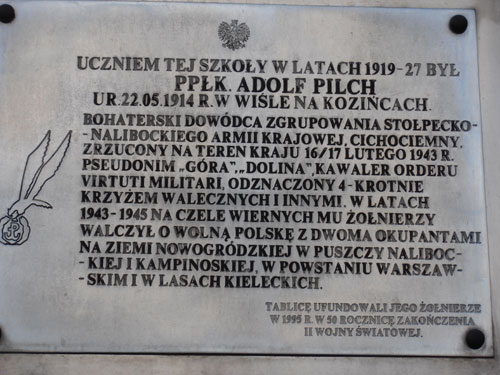 UCZNIEM TEJ SZKOŁY W LATACH 1919-27 BYŁ
PPŁK. ADOLF PILCH
UR.22.05.1914 R.W WIŚLE NA KOZIŃCACH.
BOHATERSKI DOWÓDCA ZGRUPOWANIA STOŁPECKO-
-NALIBOCKIEGO ARMII KRAJOWEJ, CICHOCIEMNY,
ZRZUCONY NA TEREN KRAJU 16/17 LUTEGO 1943 R.
PSEUDONIM „GÓRA”,„DOLINA”, KAWALER ORDERU
VIRTUTI MILITARI, ODZNACZONY 4-KROTNIE
KRZYŻEM WALECZNYCH I INNYMI. W LATACH
1943-1945 NA CZELE WIERNYCH MU ŻOŁNIERZY
WALCZYŁ O WOLNĄ POLSKĘ Z DWOMA OKUPANTAMI
NA ZIEMI NOWOGRÓDZKIEJ W PUSZCZY NALIBOC-
-KIEJ I KAMPINOSKIEJ, W POWSTANIU WARSZAW-
-SKIM I W LASACH KIELECKICH.
TABLICĘ UFUNDOWALI JEGO ŻOŁNIERZE
W 1995 R. W 50 ROCZNICĘ ZAKOŃCZENIA
II WOJNY ŚWIATOWEJ.